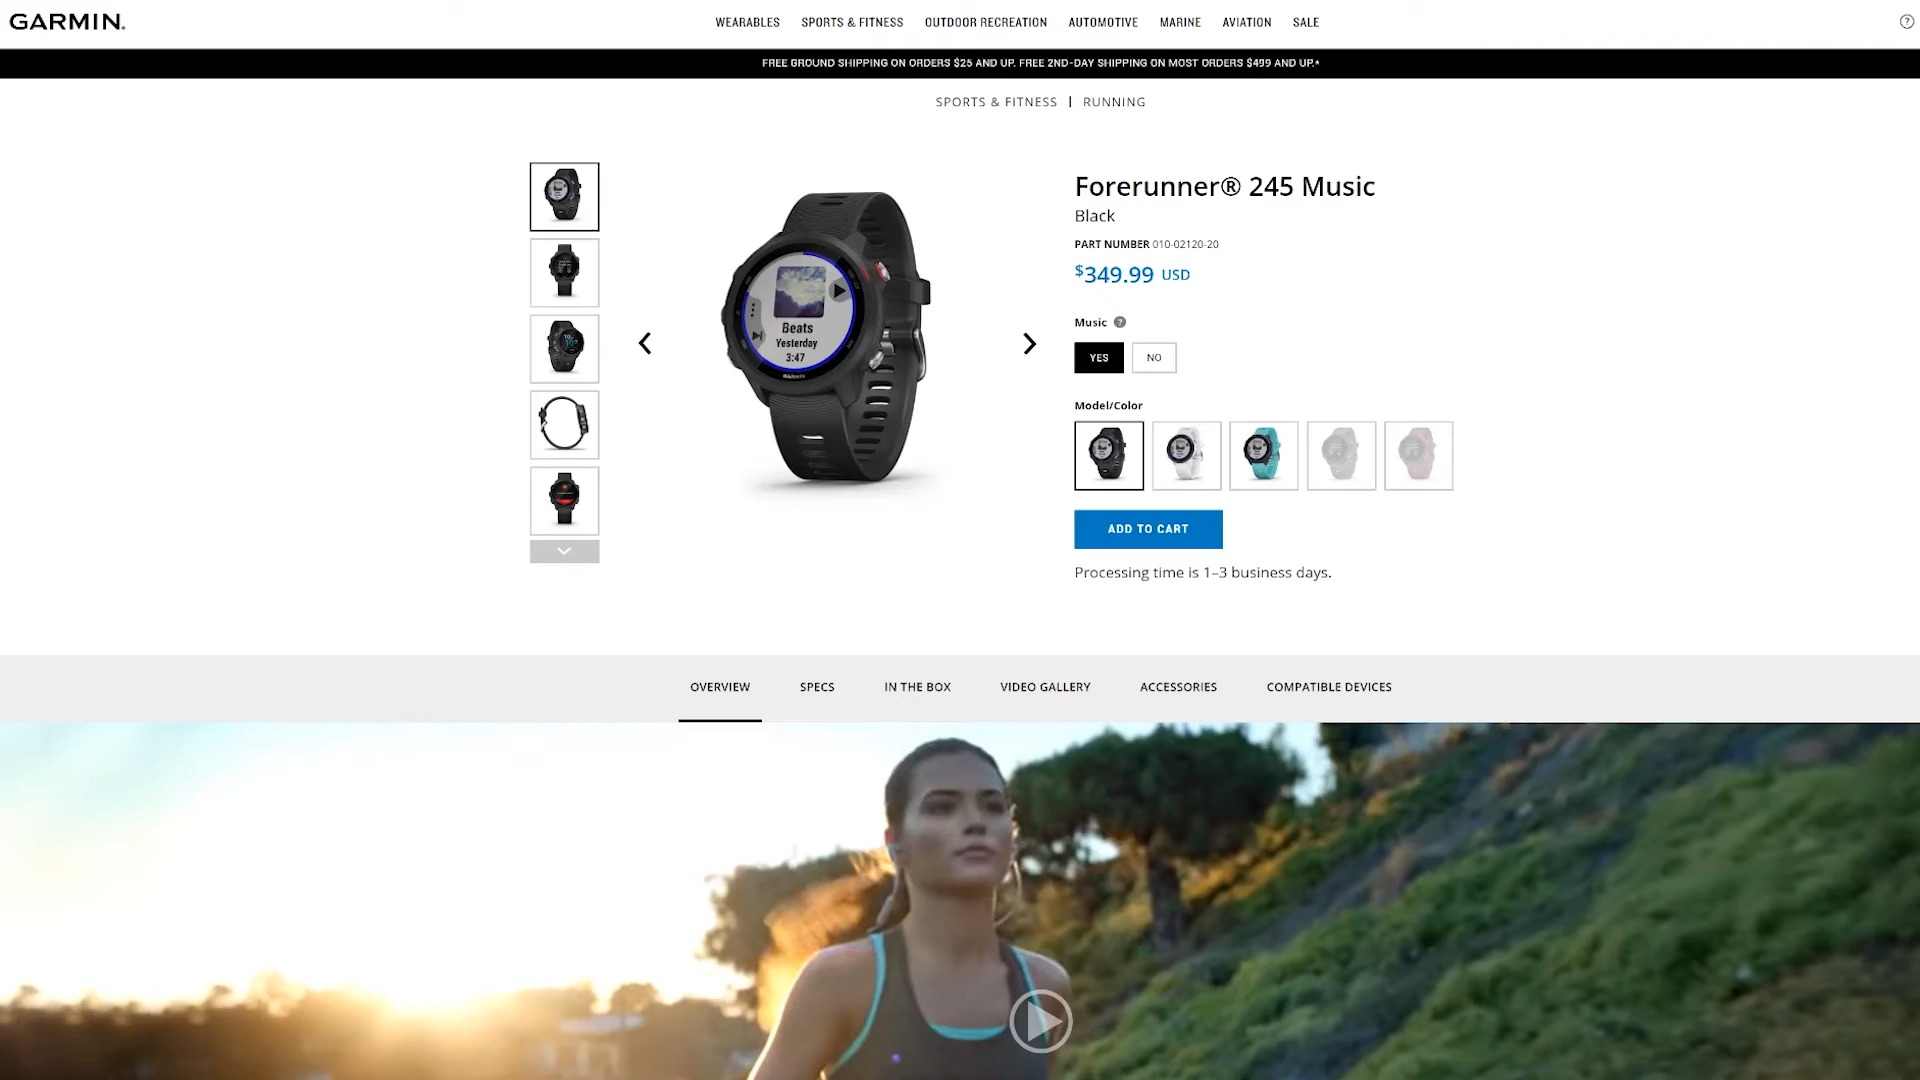 GARMIN.
WEARABLES SPORTS & FITNESS OUTDOOR RECREATION AUTOMOTIVE MARINE AVIATION SALE
?
FREE GROUND SHIPPING ON ORDERS $25 AND UP. FREE 2ND-DAY SHIPPING ON MOST ORDERS $499 AND UP.*
SPORTS & FITNESS | RUNNING
Forerunner® 245 Music
Black
PART NUMBER 010-02120-20
$349.99 USD
Music ?
YES NO
Model/Color
ADD TO CART
Processing time is 1–3 business days.
Beats
Yesterday
3:47
GARMIN
OVERVIEW SPECS IN THE BOX VIDEO GALLERY ACCESSORIES COMPATIBLE DEVICES